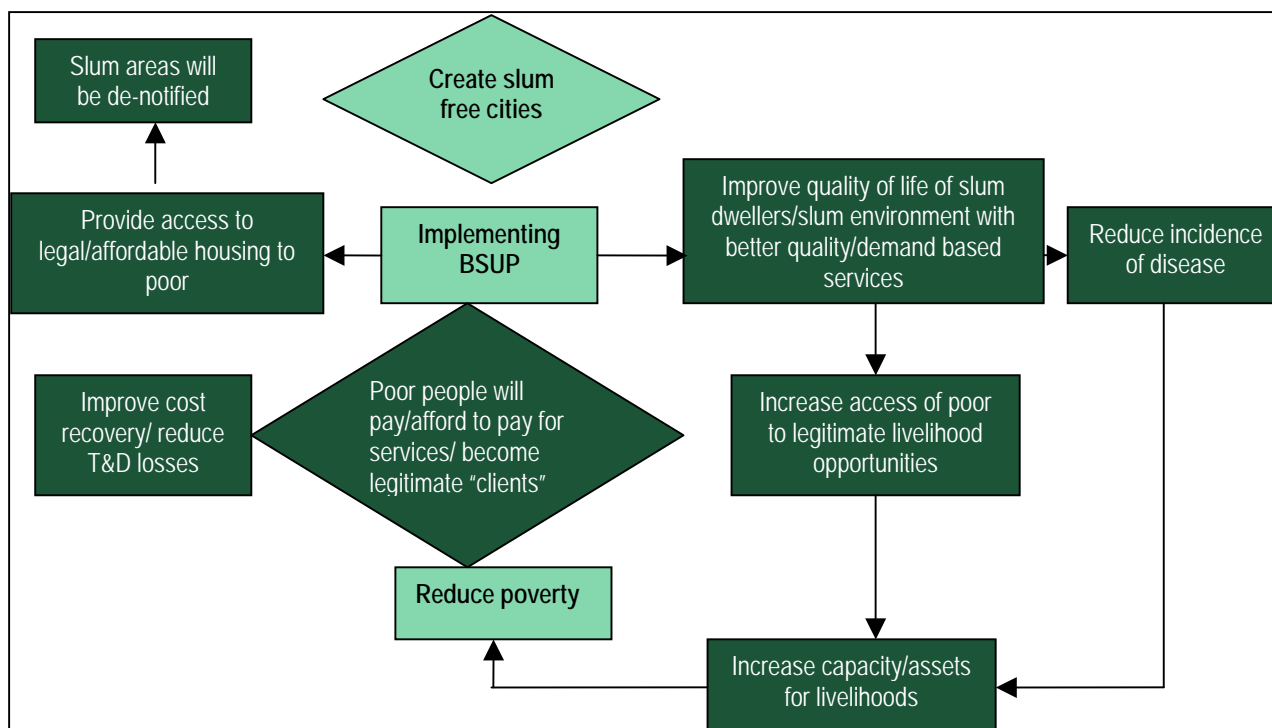 Slum areas will
be de-notified
Create slum
free cities
Provide access to
legal/affordable housing to
poor
Implementing
BSUP
Improve quality of life of slum
dwellers/slum environment with
better quality/demand based
services
Reduce incidence
of disease
Improve cost
recovery/ reduce
T&D losses
Poor people will
pay/afford to pay for
services/ become
legitimate “clients”
Increase access of poor
to legitimate livelihood
opportunities
Reduce poverty
Increase capacity/assets
for livelihoods